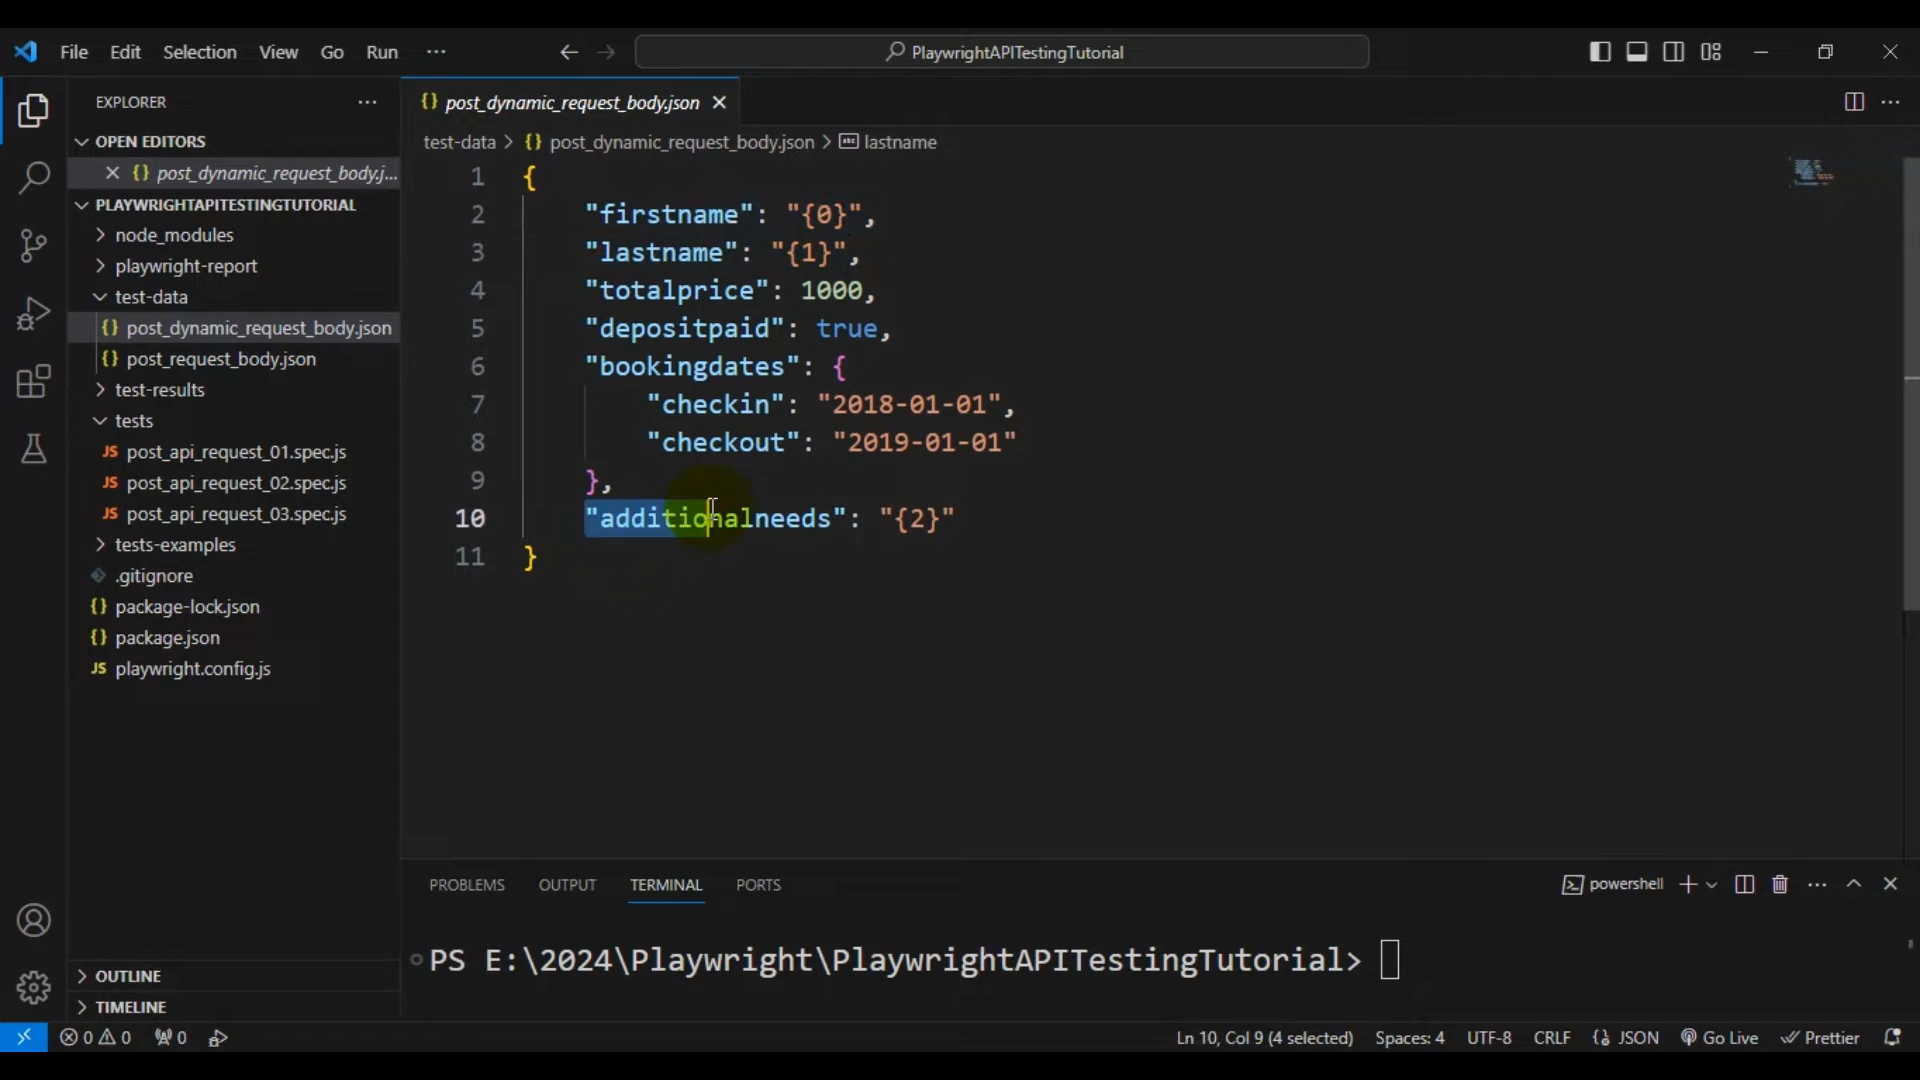 File Edit Selection View Go Run ···
PlaywrightAPITestingTutorial
EXPLORER
OPEN EDITORS
post_dynamic_request_body.j...
PLAYWRIGHTAPITESTINGTUTORIAL
node_modules
playwright-report
test-data
{} post_dynamic_request_body.json
{} post_request_body.json
test-results
tests
JS post_api_request_01.spec.js
JS post_api_request_02.spec.js
JS post_api_request_03.spec.js
tests-examples
.gitignore
{} package-lock.json
{} package.json
JS playwright.config.js
OUTLINE
TIMELINE
{} post_dynamic_request_body.json
test-data > {} post_dynamic_request_body.json > abc lastname
1 {
2 "firstname": "{0}",
3 "lastname": "{1}",
4 "totalprice": 1000,
5 "depositpaid": true,
6 "bookingdates": {
7 "checkin": "2018-01-01",
8 "checkout": "2019-01-01"
9 },
10 "additionalneeds": "{2}"
11 }
PROBLEMS OUTPUT TERMINAL PORTS
powershell
PS E:\2024\Playwright\PlaywrightAPITestingTutorial>
0 0 0
Ln 10, Col 9 (4 selected) Spaces: 4 UTF-8 CRLF {} JSON Go Live Prettier